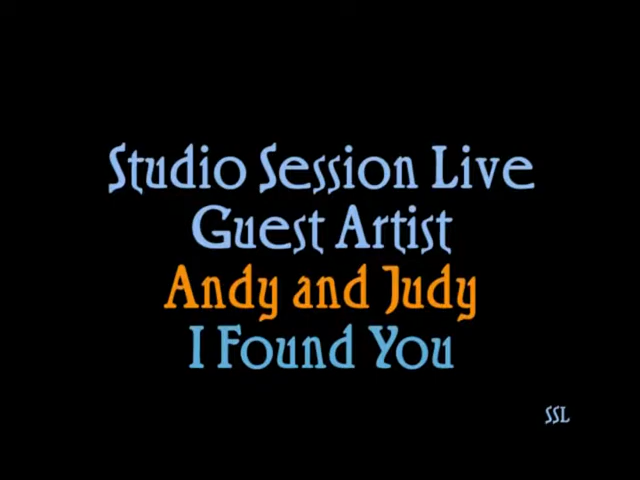 Studio Session Live
Guest Artist
Andy and Judy
I Found You
SSL